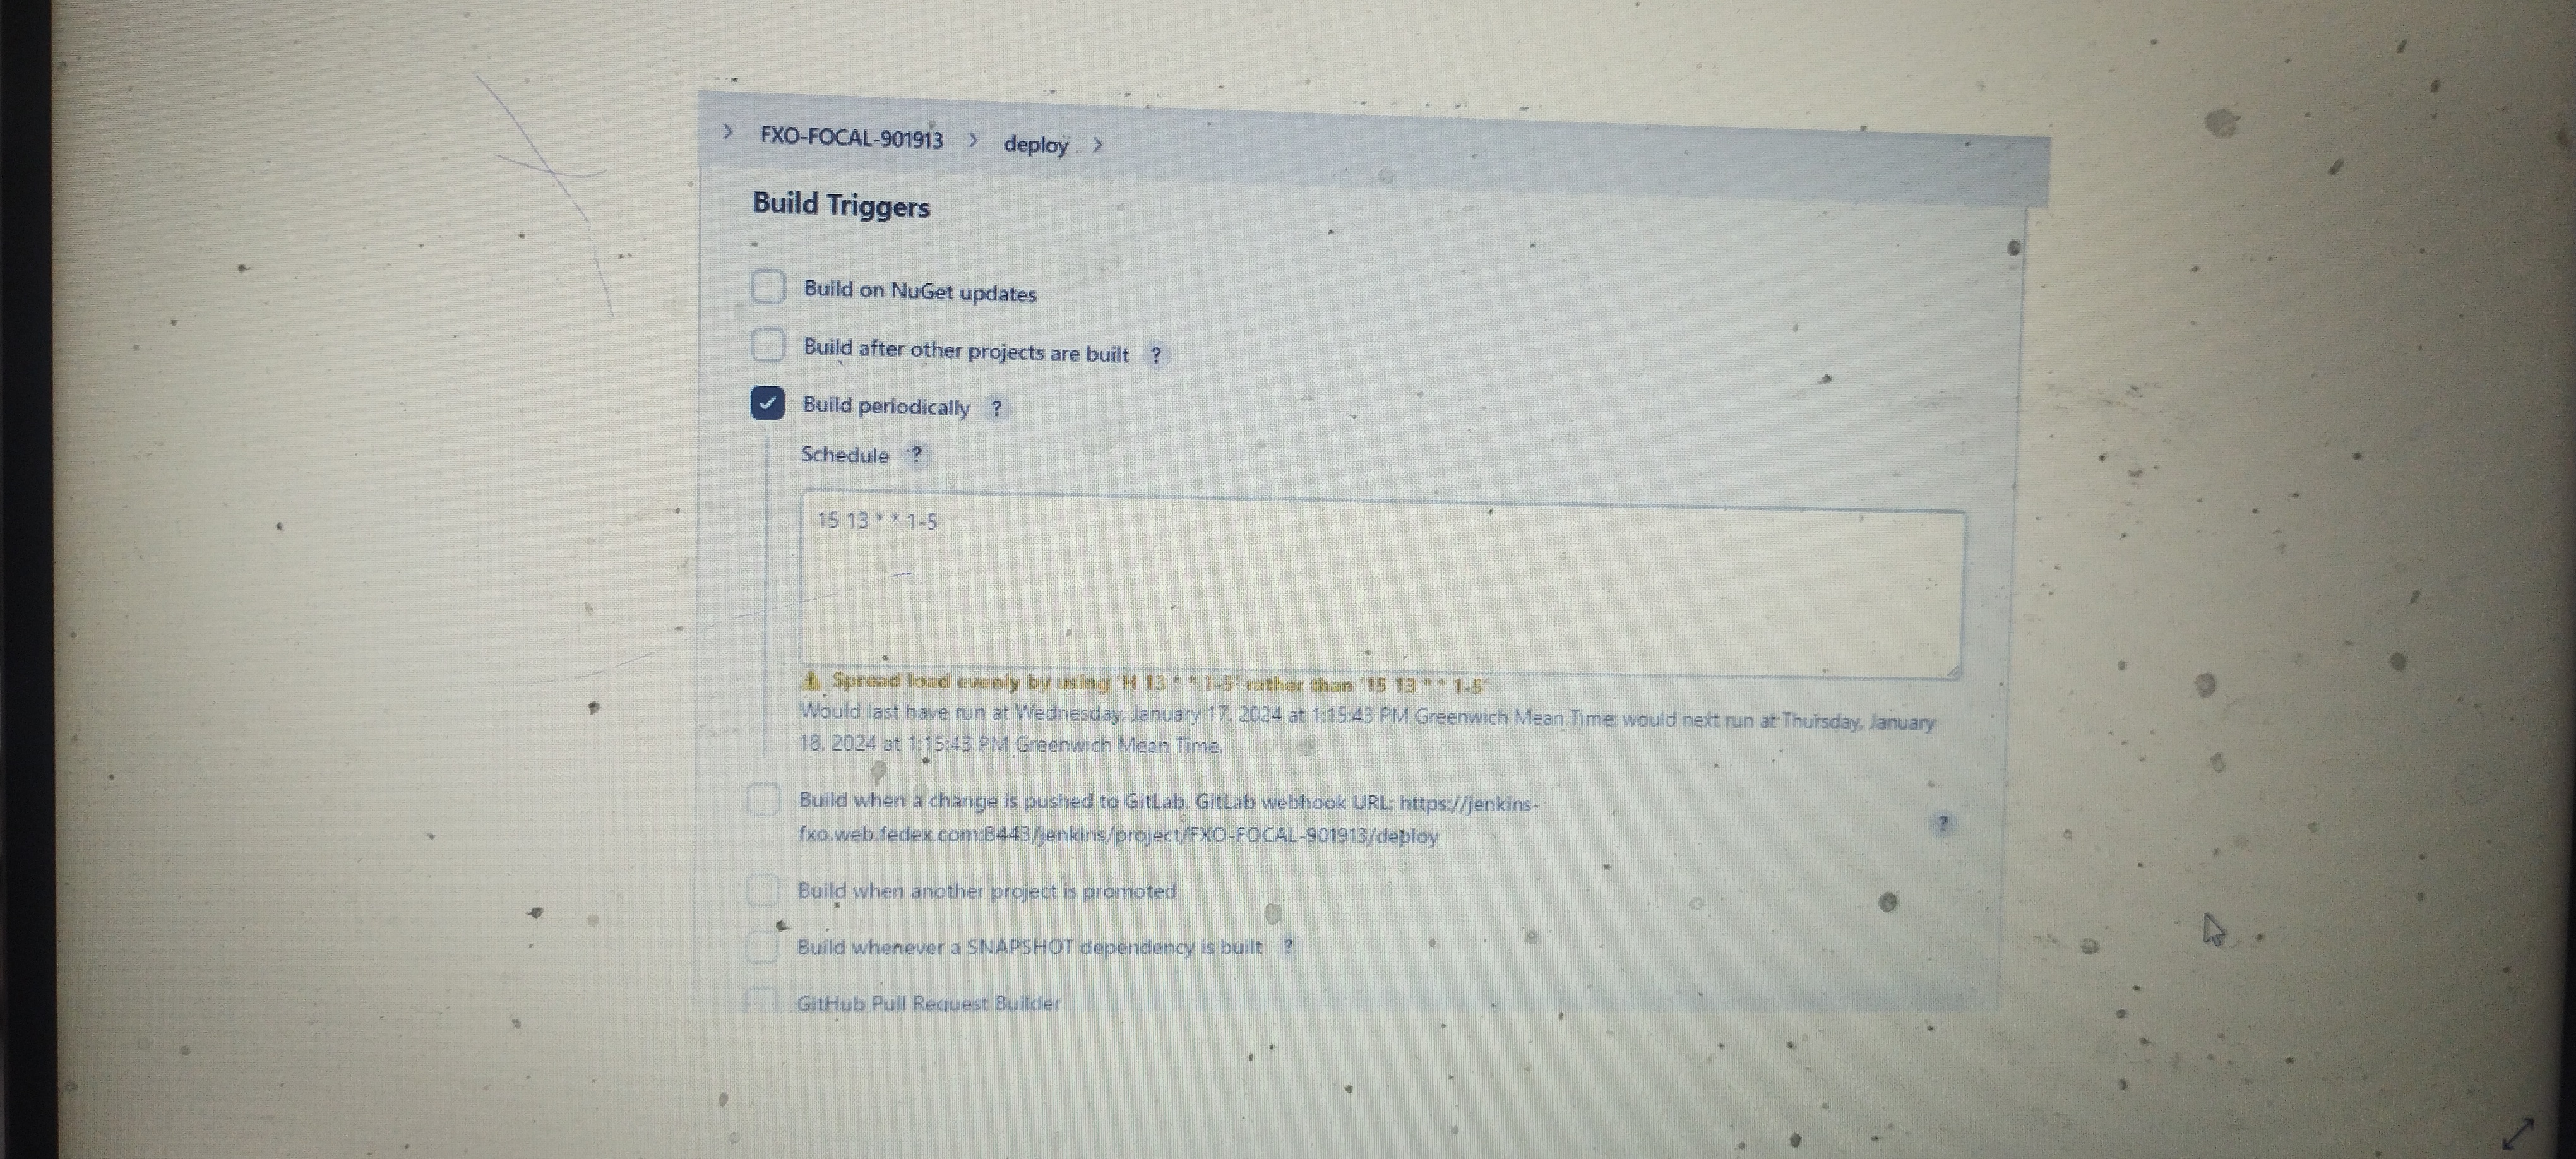 > FXO-FOCAL-901913 > deploy >
Build Triggers
Build on NuGet updates
Build after other projects are built ?
Build periodically ?
Schedule ?
15 13 * * 1-5
Spread load evenly by using 'H 13 * * 1-5' rather than '15 13 * * 1-5'
Would last have run at Wednesday, January 17, 2024 at 1:15:43 PM Greenwich Mean Time; would next run at Thursday, January
18, 2024 at 1:15:43 PM Greenwich Mean Time.
Build when a change is pushed to GitLab. GitLab webhook URL: https://jenkins-
fxo.web.fedex.com:8443/jenkins/project/FXO-FOCAL-901913/deploy ?
Build when another project is promoted
Build whenever a SNAPSHOT dependency is built ?
GitHub Pull Request Builder